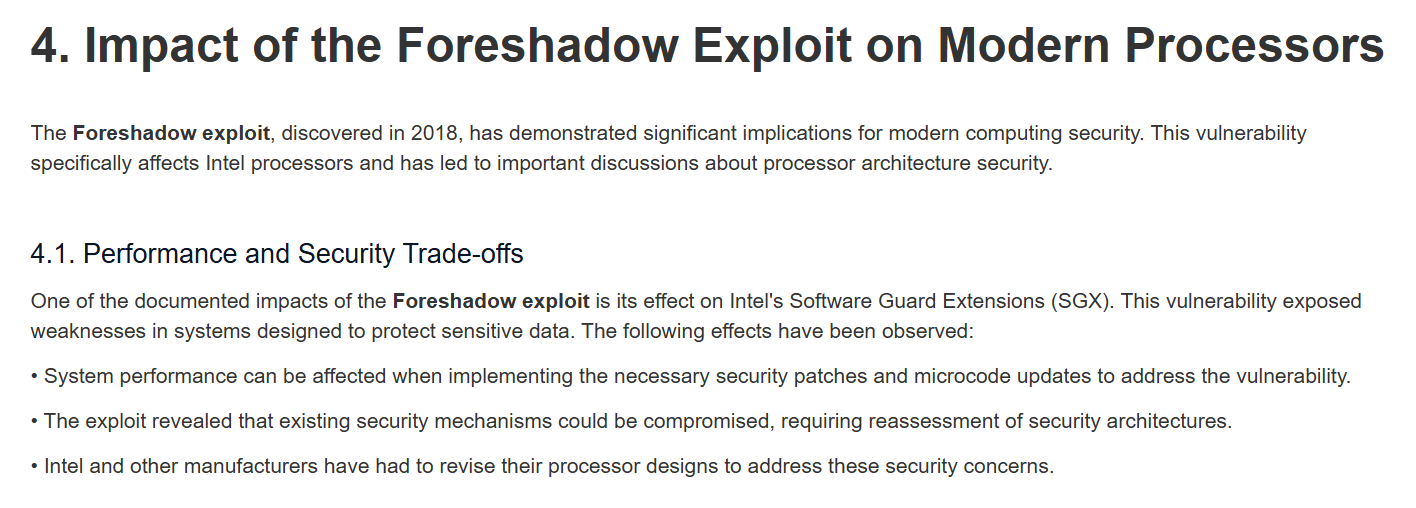 4. Impact of the Foreshadow Exploit on Modern Processors
The Foreshadow exploit, discovered in 2018, has demonstrated significant implications for modern computing security. This vulnerability
specifically affects Intel processors and has led to important discussions about processor architecture security.
4.1. Performance and Security Trade-offs
One of the documented impacts of the Foreshadow exploit is its effect on Intel's Software Guard Extensions (SGX). This vulnerability exposed
weaknesses in systems designed to protect sensitive data. The following effects have been observed:
• System performance can be affected when implementing the necessary security patches and microcode updates to address the vulnerability.
• The exploit revealed that existing security mechanisms could be compromised, requiring reassessment of security architectures.
• Intel and other manufacturers have had to revise their processor designs to address these security concerns.